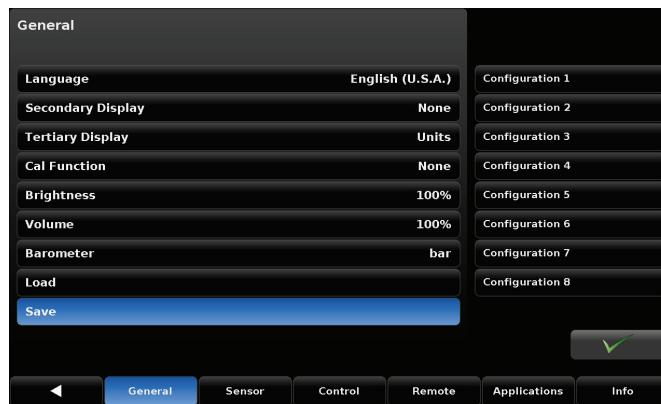 General
Language English (U.S.A.)
Secondary Display None
Tertiary Display Units
Cal Function None
Brightness 100%
Volume 100%
Barometer bar
Load
Save
Configuration 1
Configuration 2
Configuration 3
Configuration 4
Configuration 5
Configuration 6
Configuration 7
Configuration 8
General Sensor Control Remote Applications Info